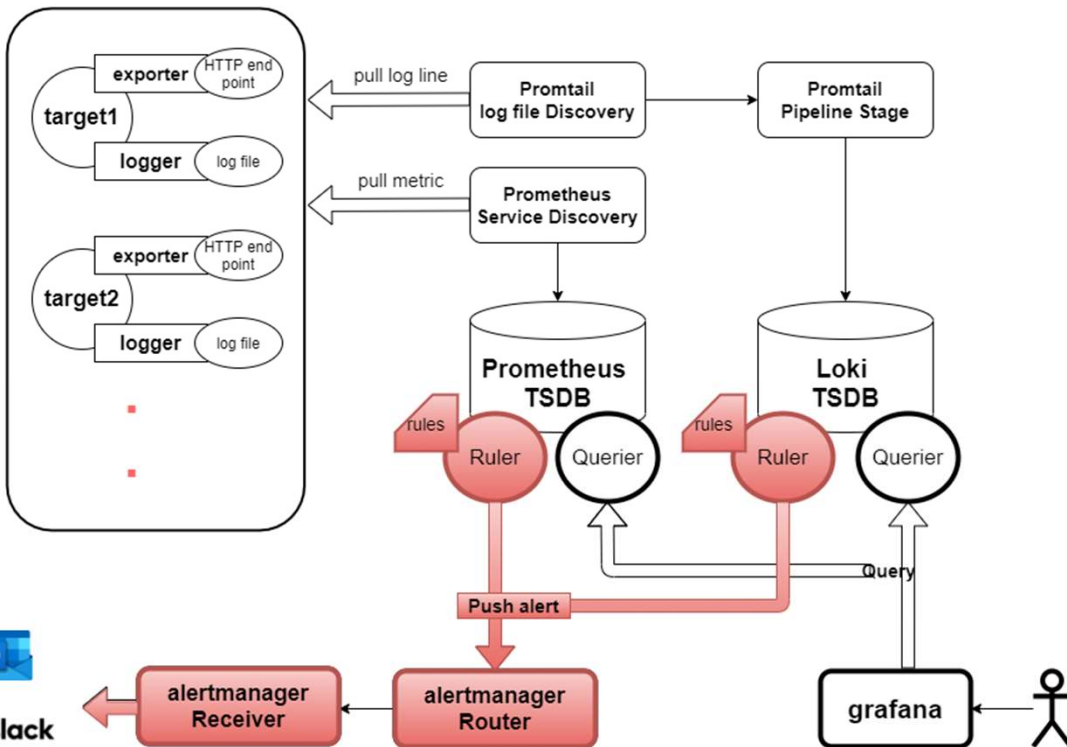 exporter
HTTP end
point
target1
logger
log file
exporter
HTTP end
point
target2
logger
log file
pull log line
Promtail
log file Discovery
Promtail
Pipeline Stage
pull metric
Prometheus
Service Discovery
Prometheus
TSDB
Loki
TSDB
rules
Ruler
Querier
rules
Ruler
Querier
Query
Push alert
alertmanager
Receiver
alertmanager
Router
grafana
lack